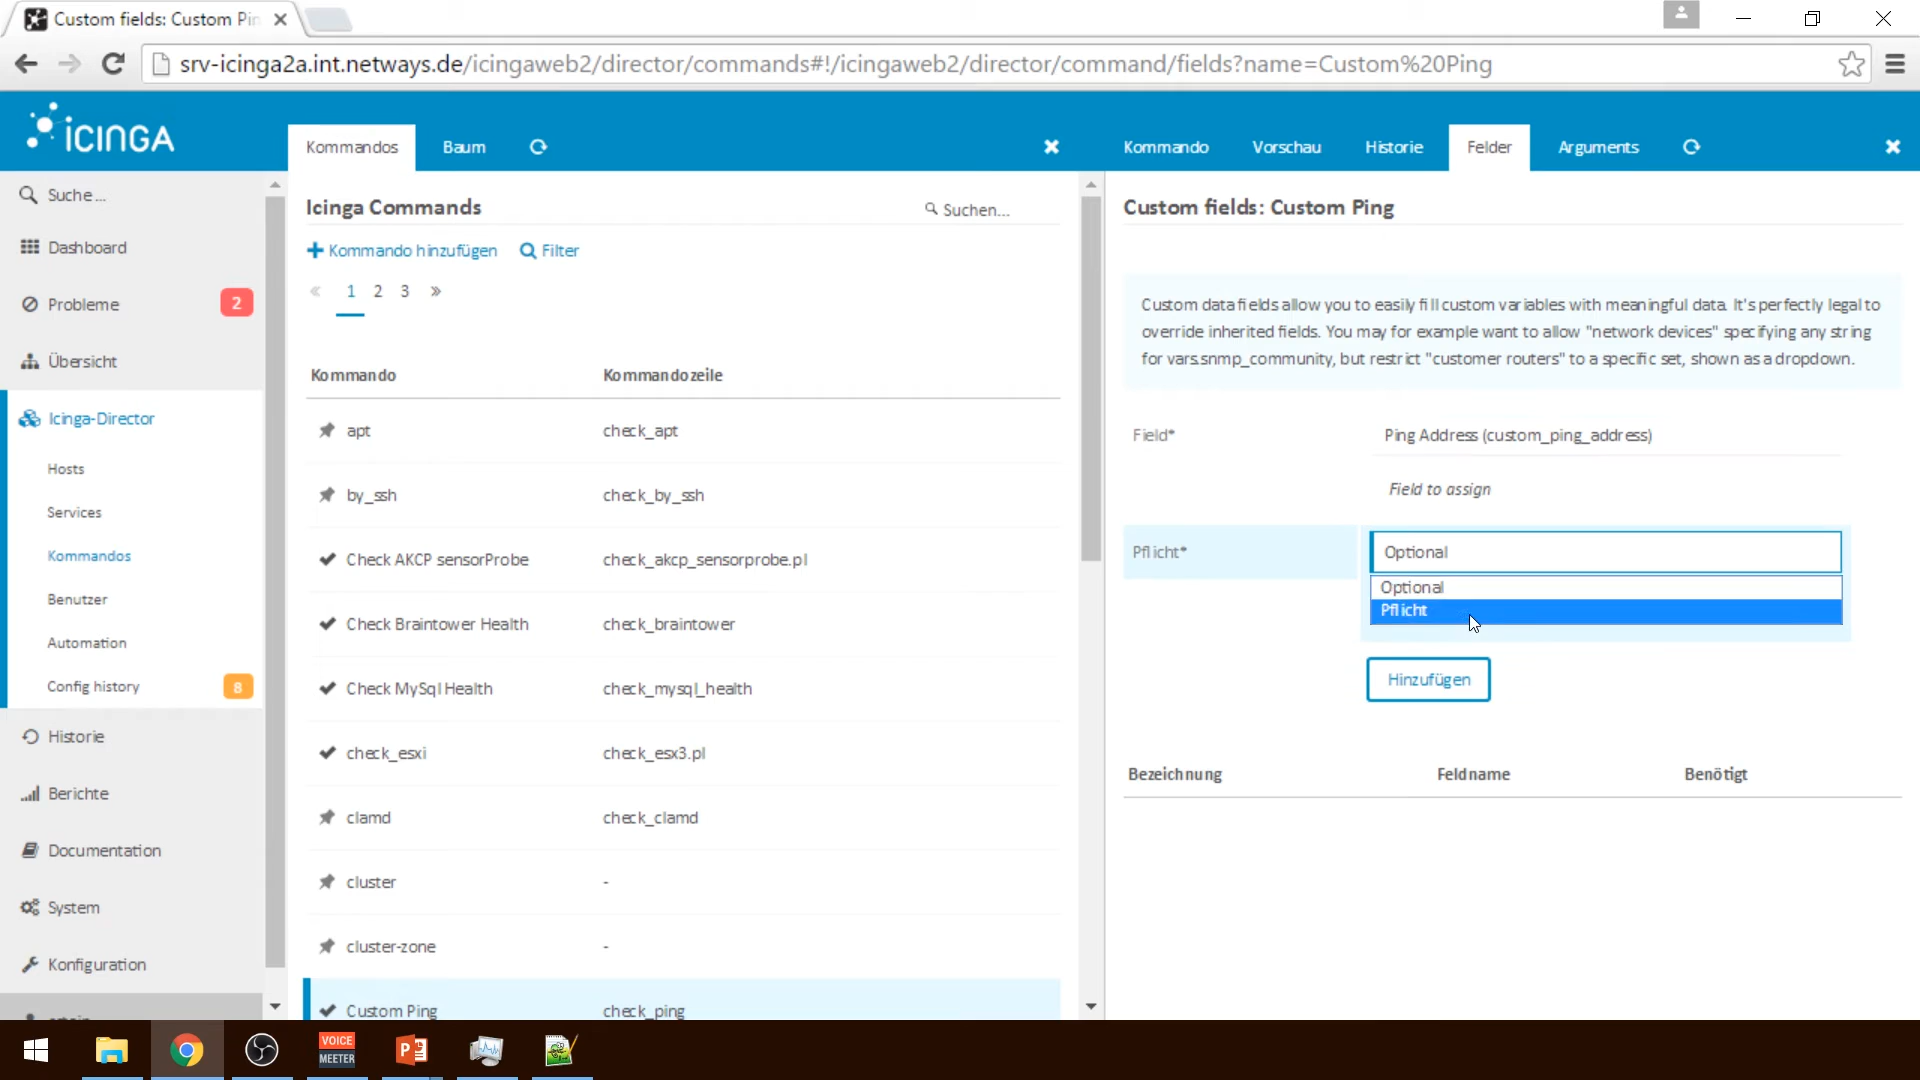 Custom fields: Custom Pin
srv-icinga2a.int.netways.de/icingaweb2/director/commands#!/icingaweb2/director/command/fields?name=Custom%20Ping
ICINGA
Kommandos
Baum
Kommando
Vorschau
Historie
Felder
Arguments
Suche ...
Dashboard
Probleme
2
Übersicht
Icinga-Director
Hosts
Services
Kommandos
Benutzer
Automation
Config history
8
Historie
Berichte
Documentation
System
Konfiguration
Icinga Commands
Suchen...
Kommando hinzufügen
Filter
« 1 2 3 »
Kommando Kommandozeile
apt check_apt
by_ssh check_by_ssh
Check AKCP sensorProbe check_akcp_sensorprobe.pl
Check Braintower Health check_braintower
Check MySql Health check_mysql_health
check_esxi check_esx3.pl
clamd check_clamd
cluster -
cluster-zone -
Custom Ping check_ping
Custom fields: Custom Ping
Custom data fields allow you to easily fill custom variables with meaningful data. It's perfectly legal to
override inherited fields. You may for example want to allow "network devices" specifying any string
for vars.snmp_community, but restrict "customer routers" to a specific set, shown as a dropdown.
Field* Ping Address (custom_ping_address)
Field to assign
Pflicht* Optional
Optional
Pflicht
Hinzufügen
Bezeichnung Feldname Benötigt
VOICE
MEETER